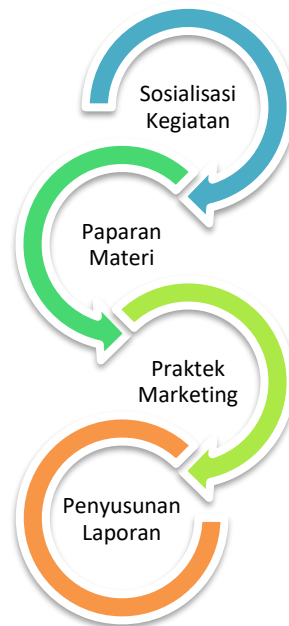 Sosialisasi
Kegiatan
Paparan
Materi
Praktek
Marketing
Penyusunan
Laporan